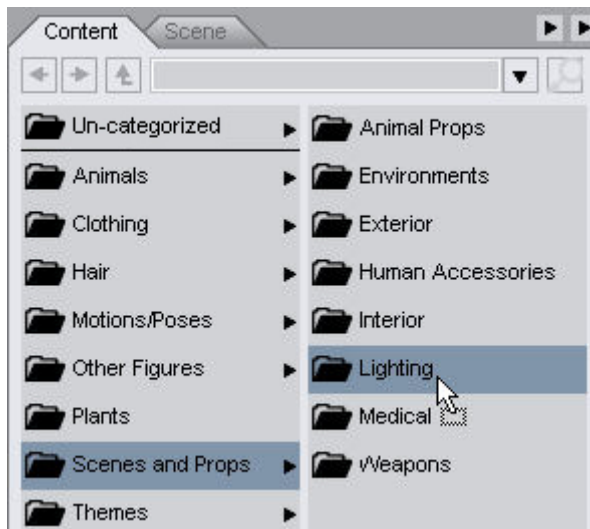 Content Scene
Un-categorized
Animals
Clothing
Hair
Motions/Poses
Other Figures
Plants
Scenes and Props
Themes
Animal Props
Environments
Exterior
Human Accessories
Interior
Lighting
Medical
Weapons